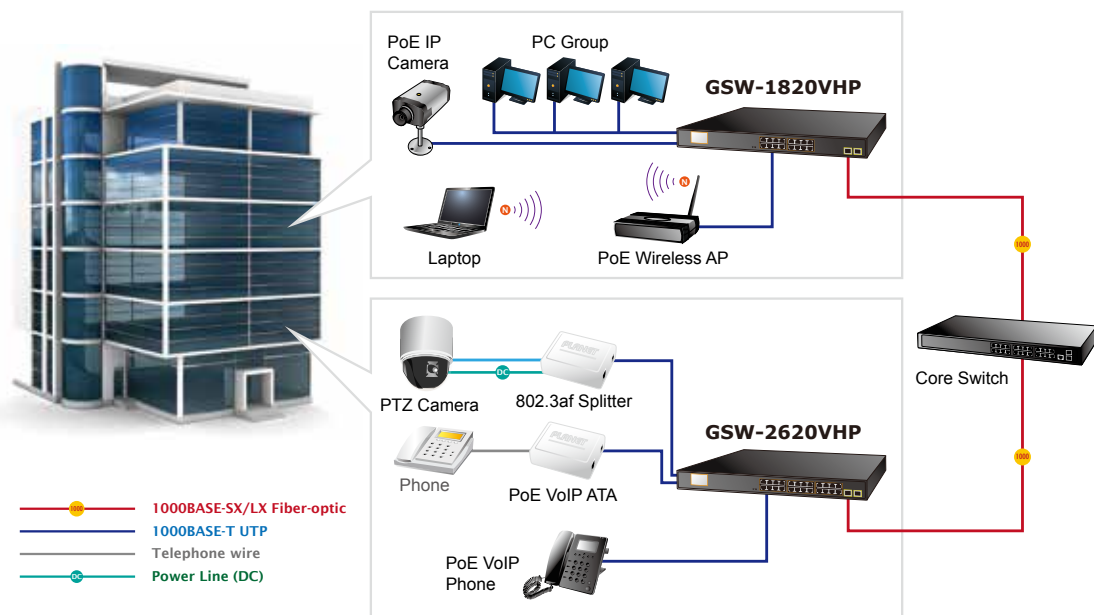 PoE IP
Camera
PC Group
GSW-1820VHP
N
N
Laptop
PoE Wireless AP
1000
Core Switch
PTZ Camera
DC
PLANET
802.3af Splitter
GSW-2620VHP
Phone
PLANET
PoE VoIP ATA
1000
PoE VoIP
Phone
1000
1000BASE-SX/LX Fiber-optic
1000BASE-T UTP
Telephone wire
DC
Power Line (DC)